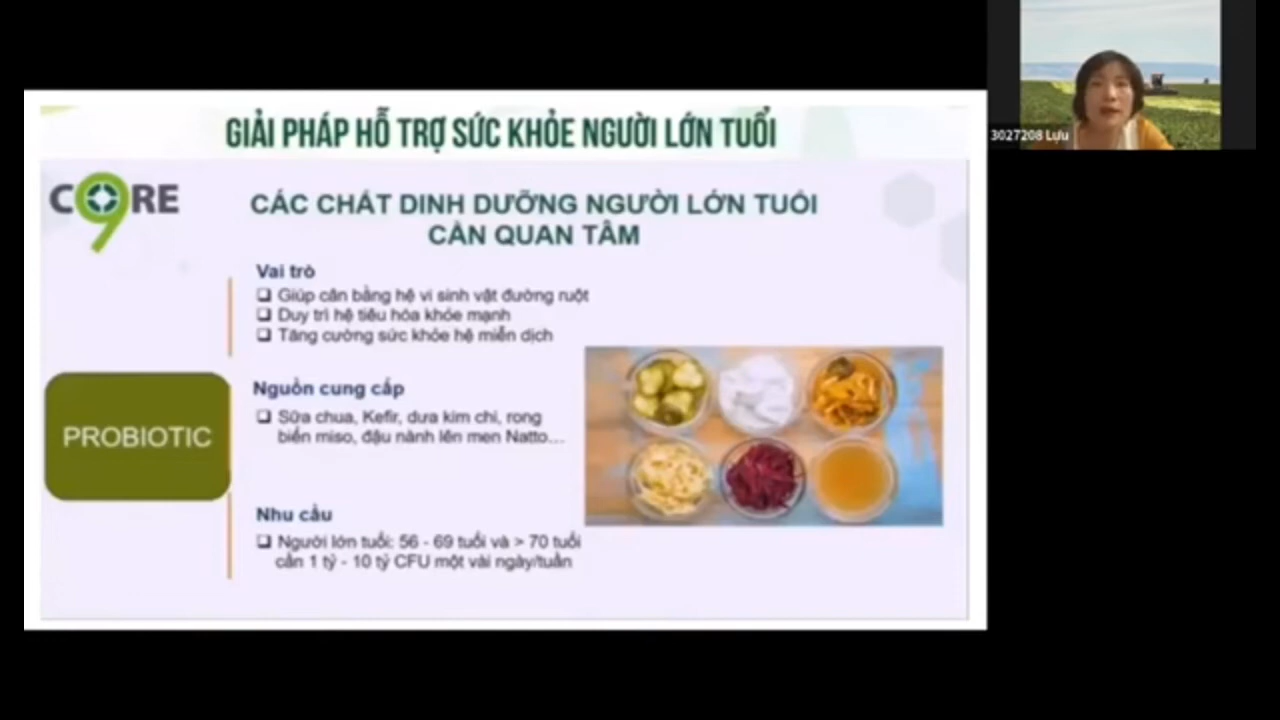 GIẢI PHÁP HỖ TRỢ SỨC KHỎE NGƯỜI LỚN TUỔI
3027208 Lựu
CORE 9
CÁC CHẤT DINH DƯỠNG NGƯỜI LỚN TUỔI
CẦN QUAN TÂM
Vai trò
Giúp cân bằng hệ vi sinh vật đường ruột
Duy trì hệ tiêu hóa khỏe mạnh
Tăng cường sức khỏe hệ miễn dịch
PROBIOTIC
Nguồn cung cấp
Sữa chua, Kefir, dưa kim chi, rong
biển miso, đậu nành lên men Natto...
Nhu cầu
Người lớn tuổi: 56 - 69 tuổi và > 70 tuổi
cần 1 tỷ - 10 tỷ CFU một vài ngày/tuần